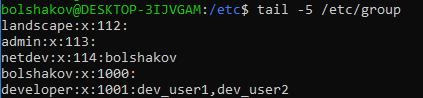 bolshakov@DESKTOP-3IJVGAM:/etc$ tail -5 /etc/group
landscape:x:112:
admin:x:113:
netdev:x:114:bolshakov
bolshakov:x:1000:
developer:x:1001:dev_user1,dev_user2